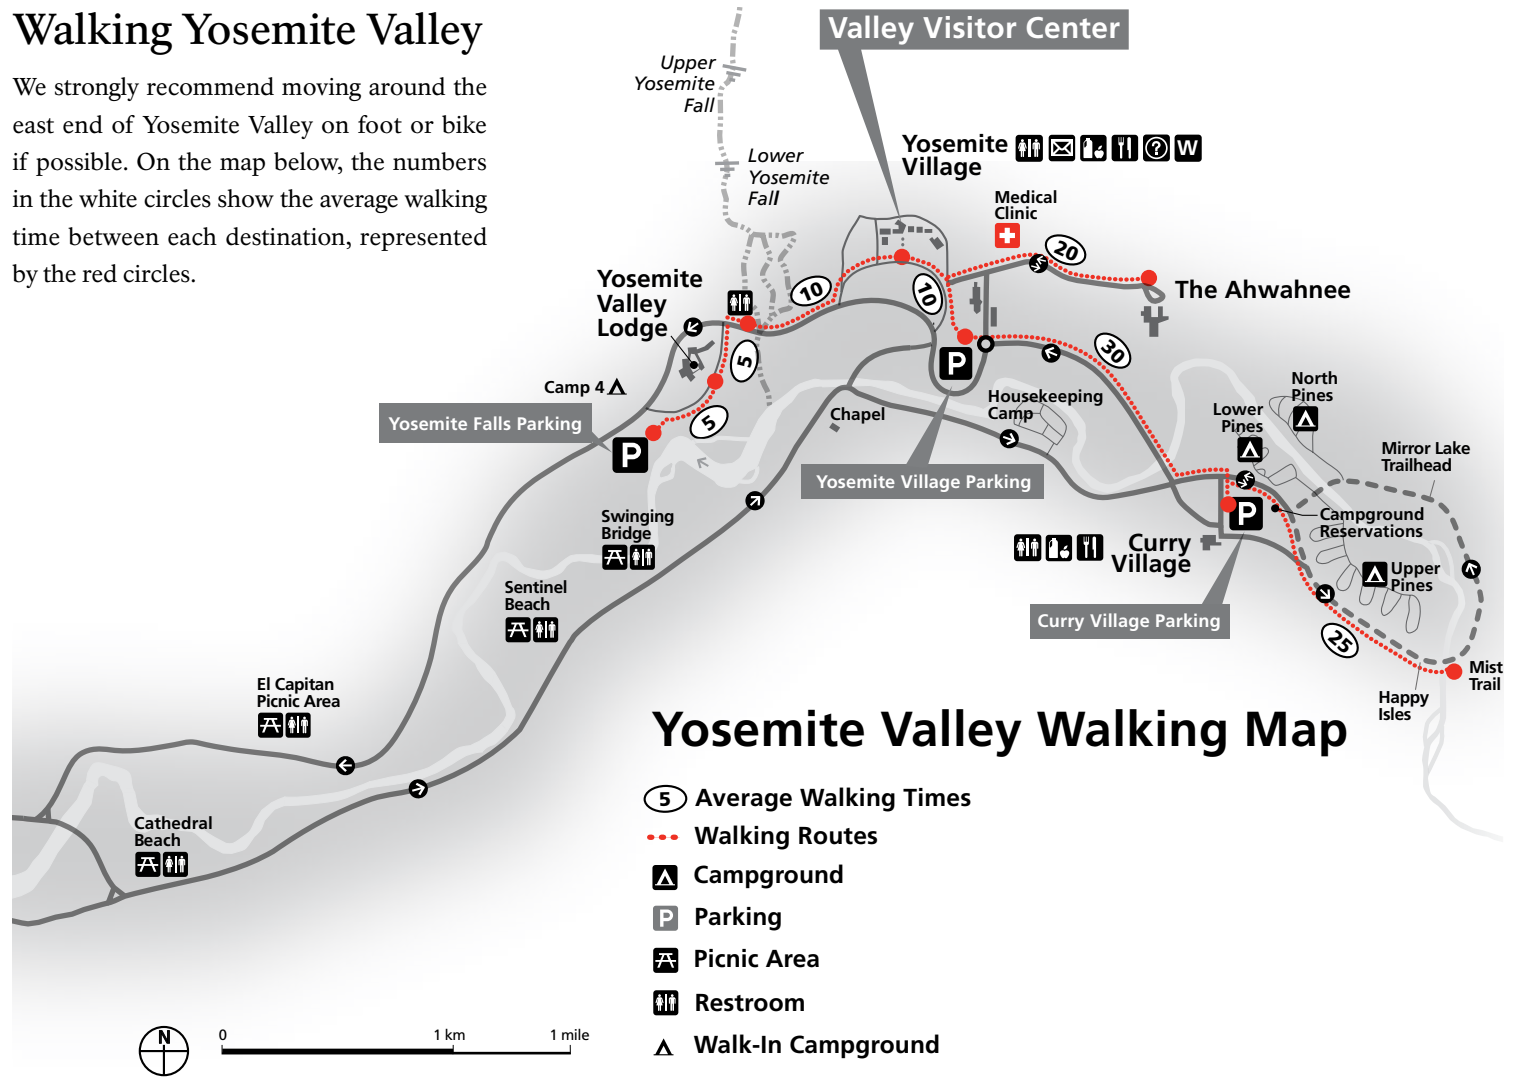 Walking Yosemite Valley
We strongly recommend moving around the
east end of Yosemite Valley on foot or bike
if possible. On the map below, the numbers
in the white circles show the average walking
time between each destination, represented
by the red circles.
Valley Visitor Center
Upper
Yosemite
Fall
Lower
Yosemite
Fall
Yosemite
Village
W
Medical
Clinic
20
The Ahwahnee
Yosemite
Valley
Lodge
10
10
5
30
P
Camp 4
Yosemite Falls Parking
5
P
Chapel
Housekeeping
Camp
North
Pines
Lower
Pines
Mirror Lake
Trailhead
Yosemite Village Parking
P
Campground
Reservations
Swinging
Bridge
Curry
Village
Upper
Pines
Sentinel
Beach
Curry Village Parking
25
Mist
Trail
Happy
Isles
El Capitan
Picnic Area
Cathedral
Beach
Yosemite Valley Walking Map
5 Average Walking Times
Walking Routes
Campground
P Parking
Picnic Area
Restroom
Walk-In Campground
N
0 1 km 1 mile